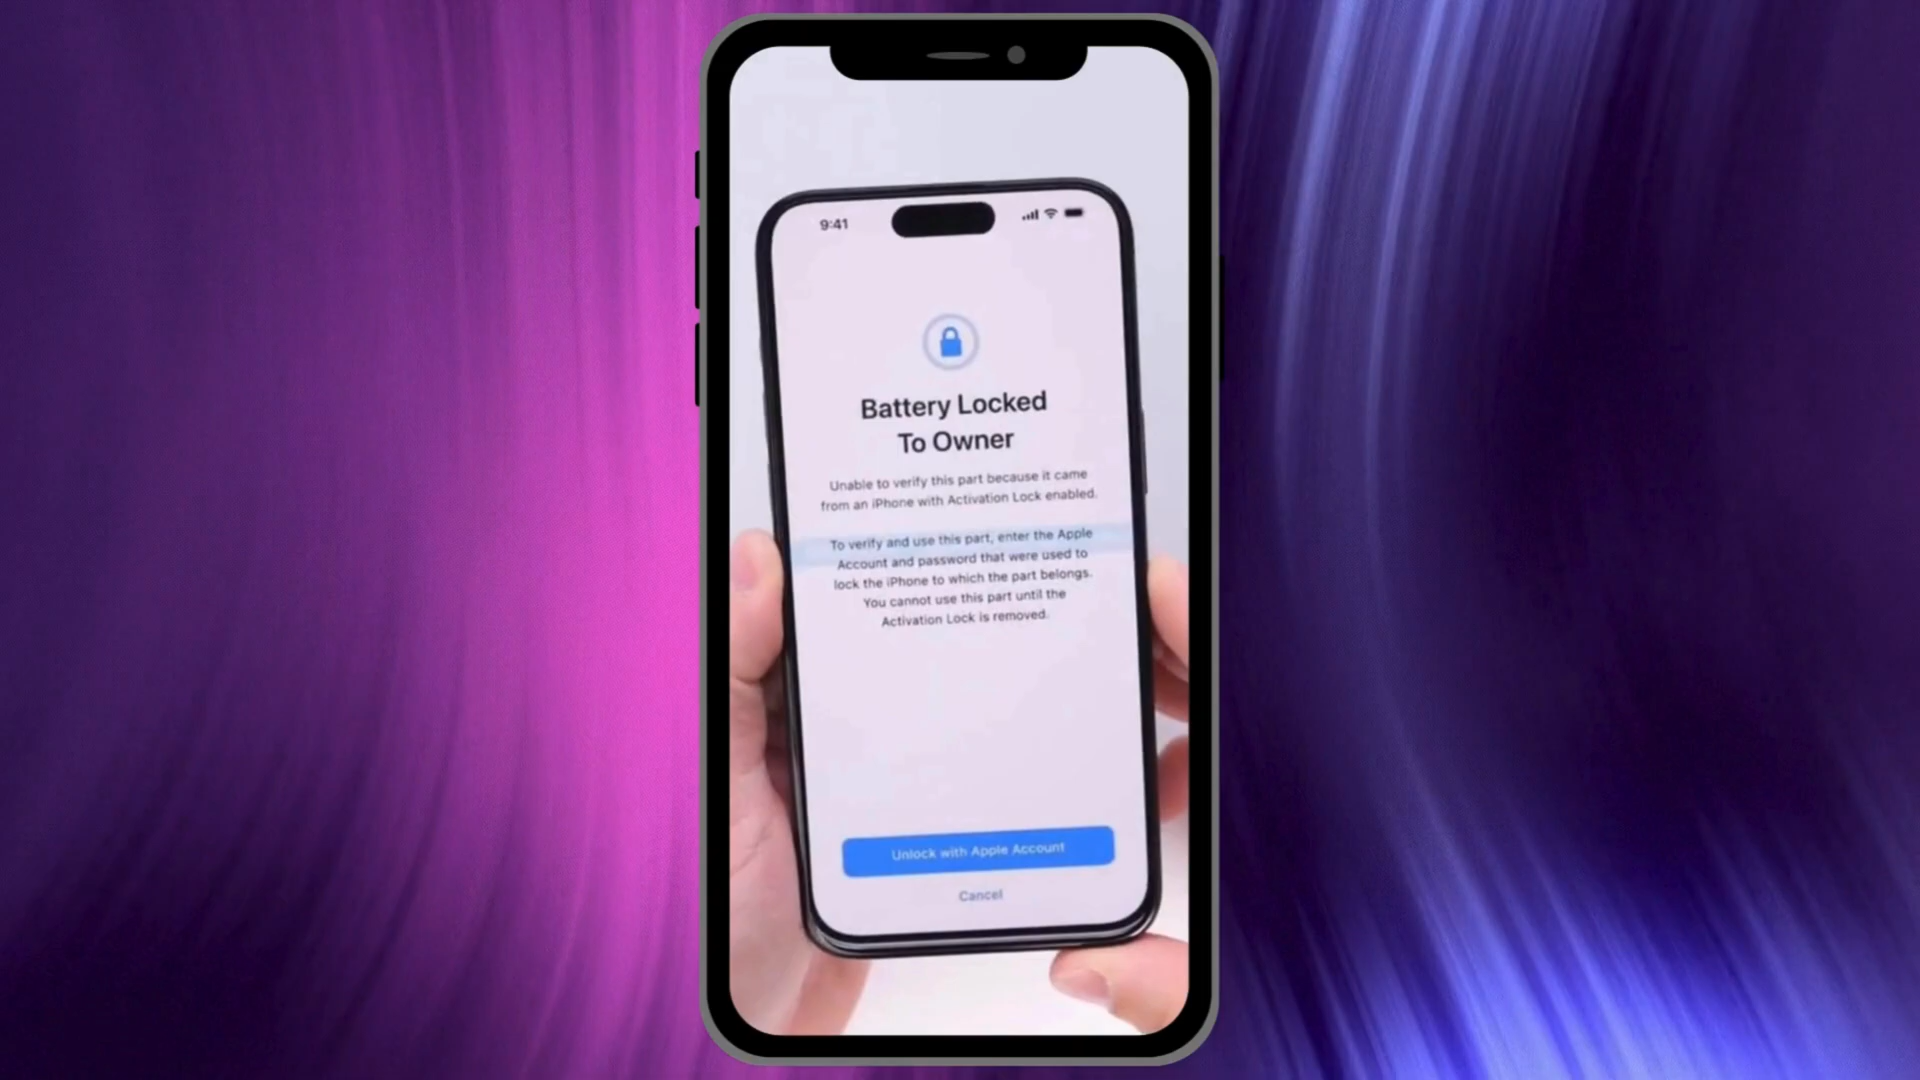 9:41
Battery Locked
To Owner
Unable to verify this part because it came
from an iPhone with Activation Lock enabled.
To verify and use this part, enter the Apple
Account and password that were used to
lock the iPhone to which the part belongs.
You cannot use this part until the
Activation Lock is removed.
Unlock with Apple Account
Cancel